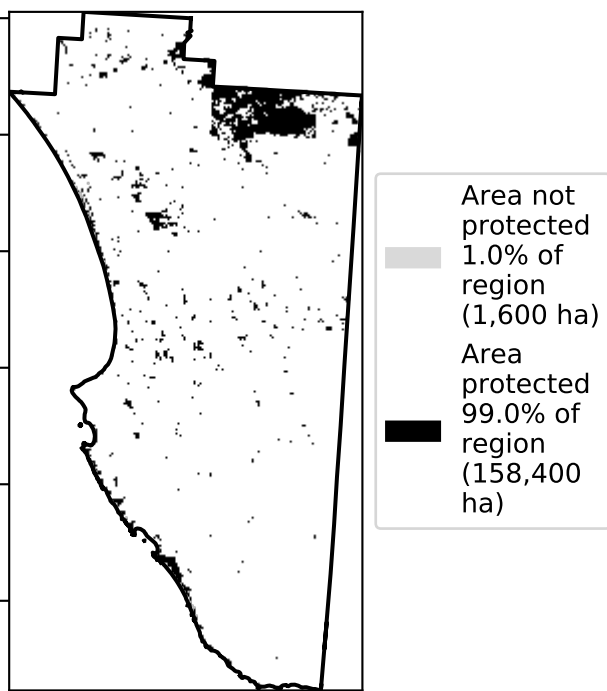 Area not
protected
1.0% of
region
(1,600 ha)
Area
protected
99.0% of
region
(158,400
ha)